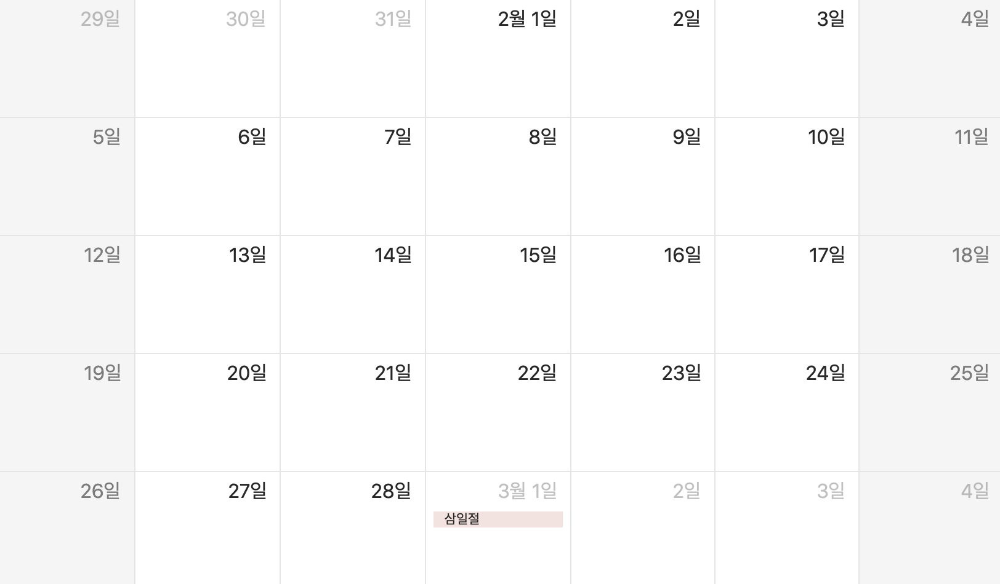 29일 30일 31일 2월 1일 2일 3일 4일
5일 6일 7일 8일 9일 10일 11일
12일 13일 14일 15일 16일 17일 18일
19일 20일 21일 22일 23일 24일 25일
26일 27일 28일 3월 1일 2일 3일 4일
삼일절